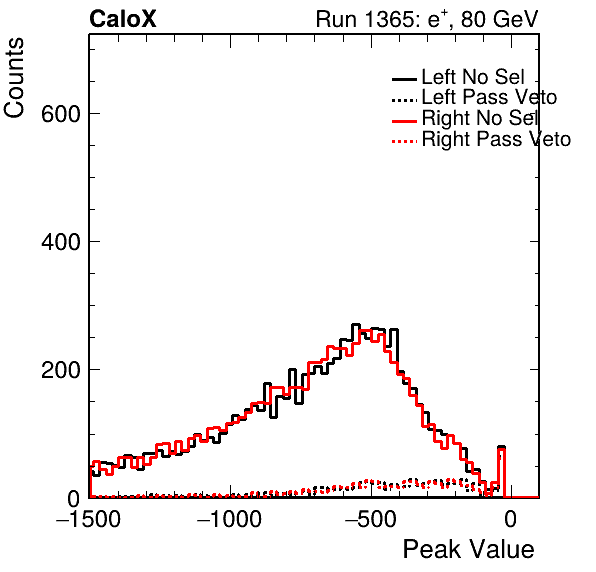 CaloX Run 1365: e⁺, 80 GeV
Counts
Left No Sel
Left Pass Veto
Right No Sel
Right Pass Veto
600
400
200
0
−1500 −1000 −500 0
Peak Value